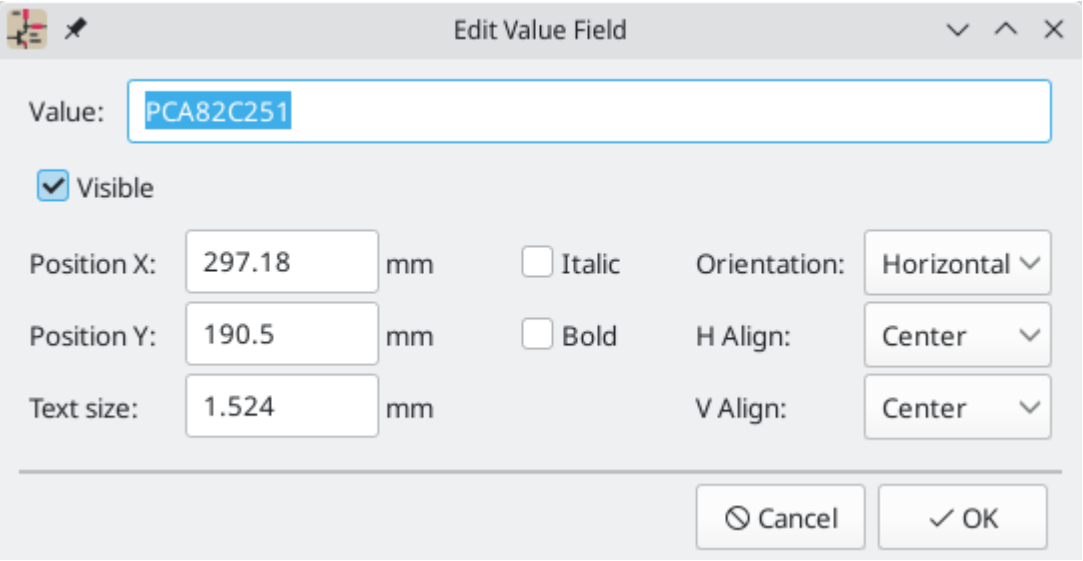 Edit Value Field
Value: PCA82C251
Visible
Position X: 297.18 mm Italic Orientation: Horizontal
Position Y: 190.5 mm Bold H Align: Center
Text size: 1.524 mm V Align: Center
Cancel OK